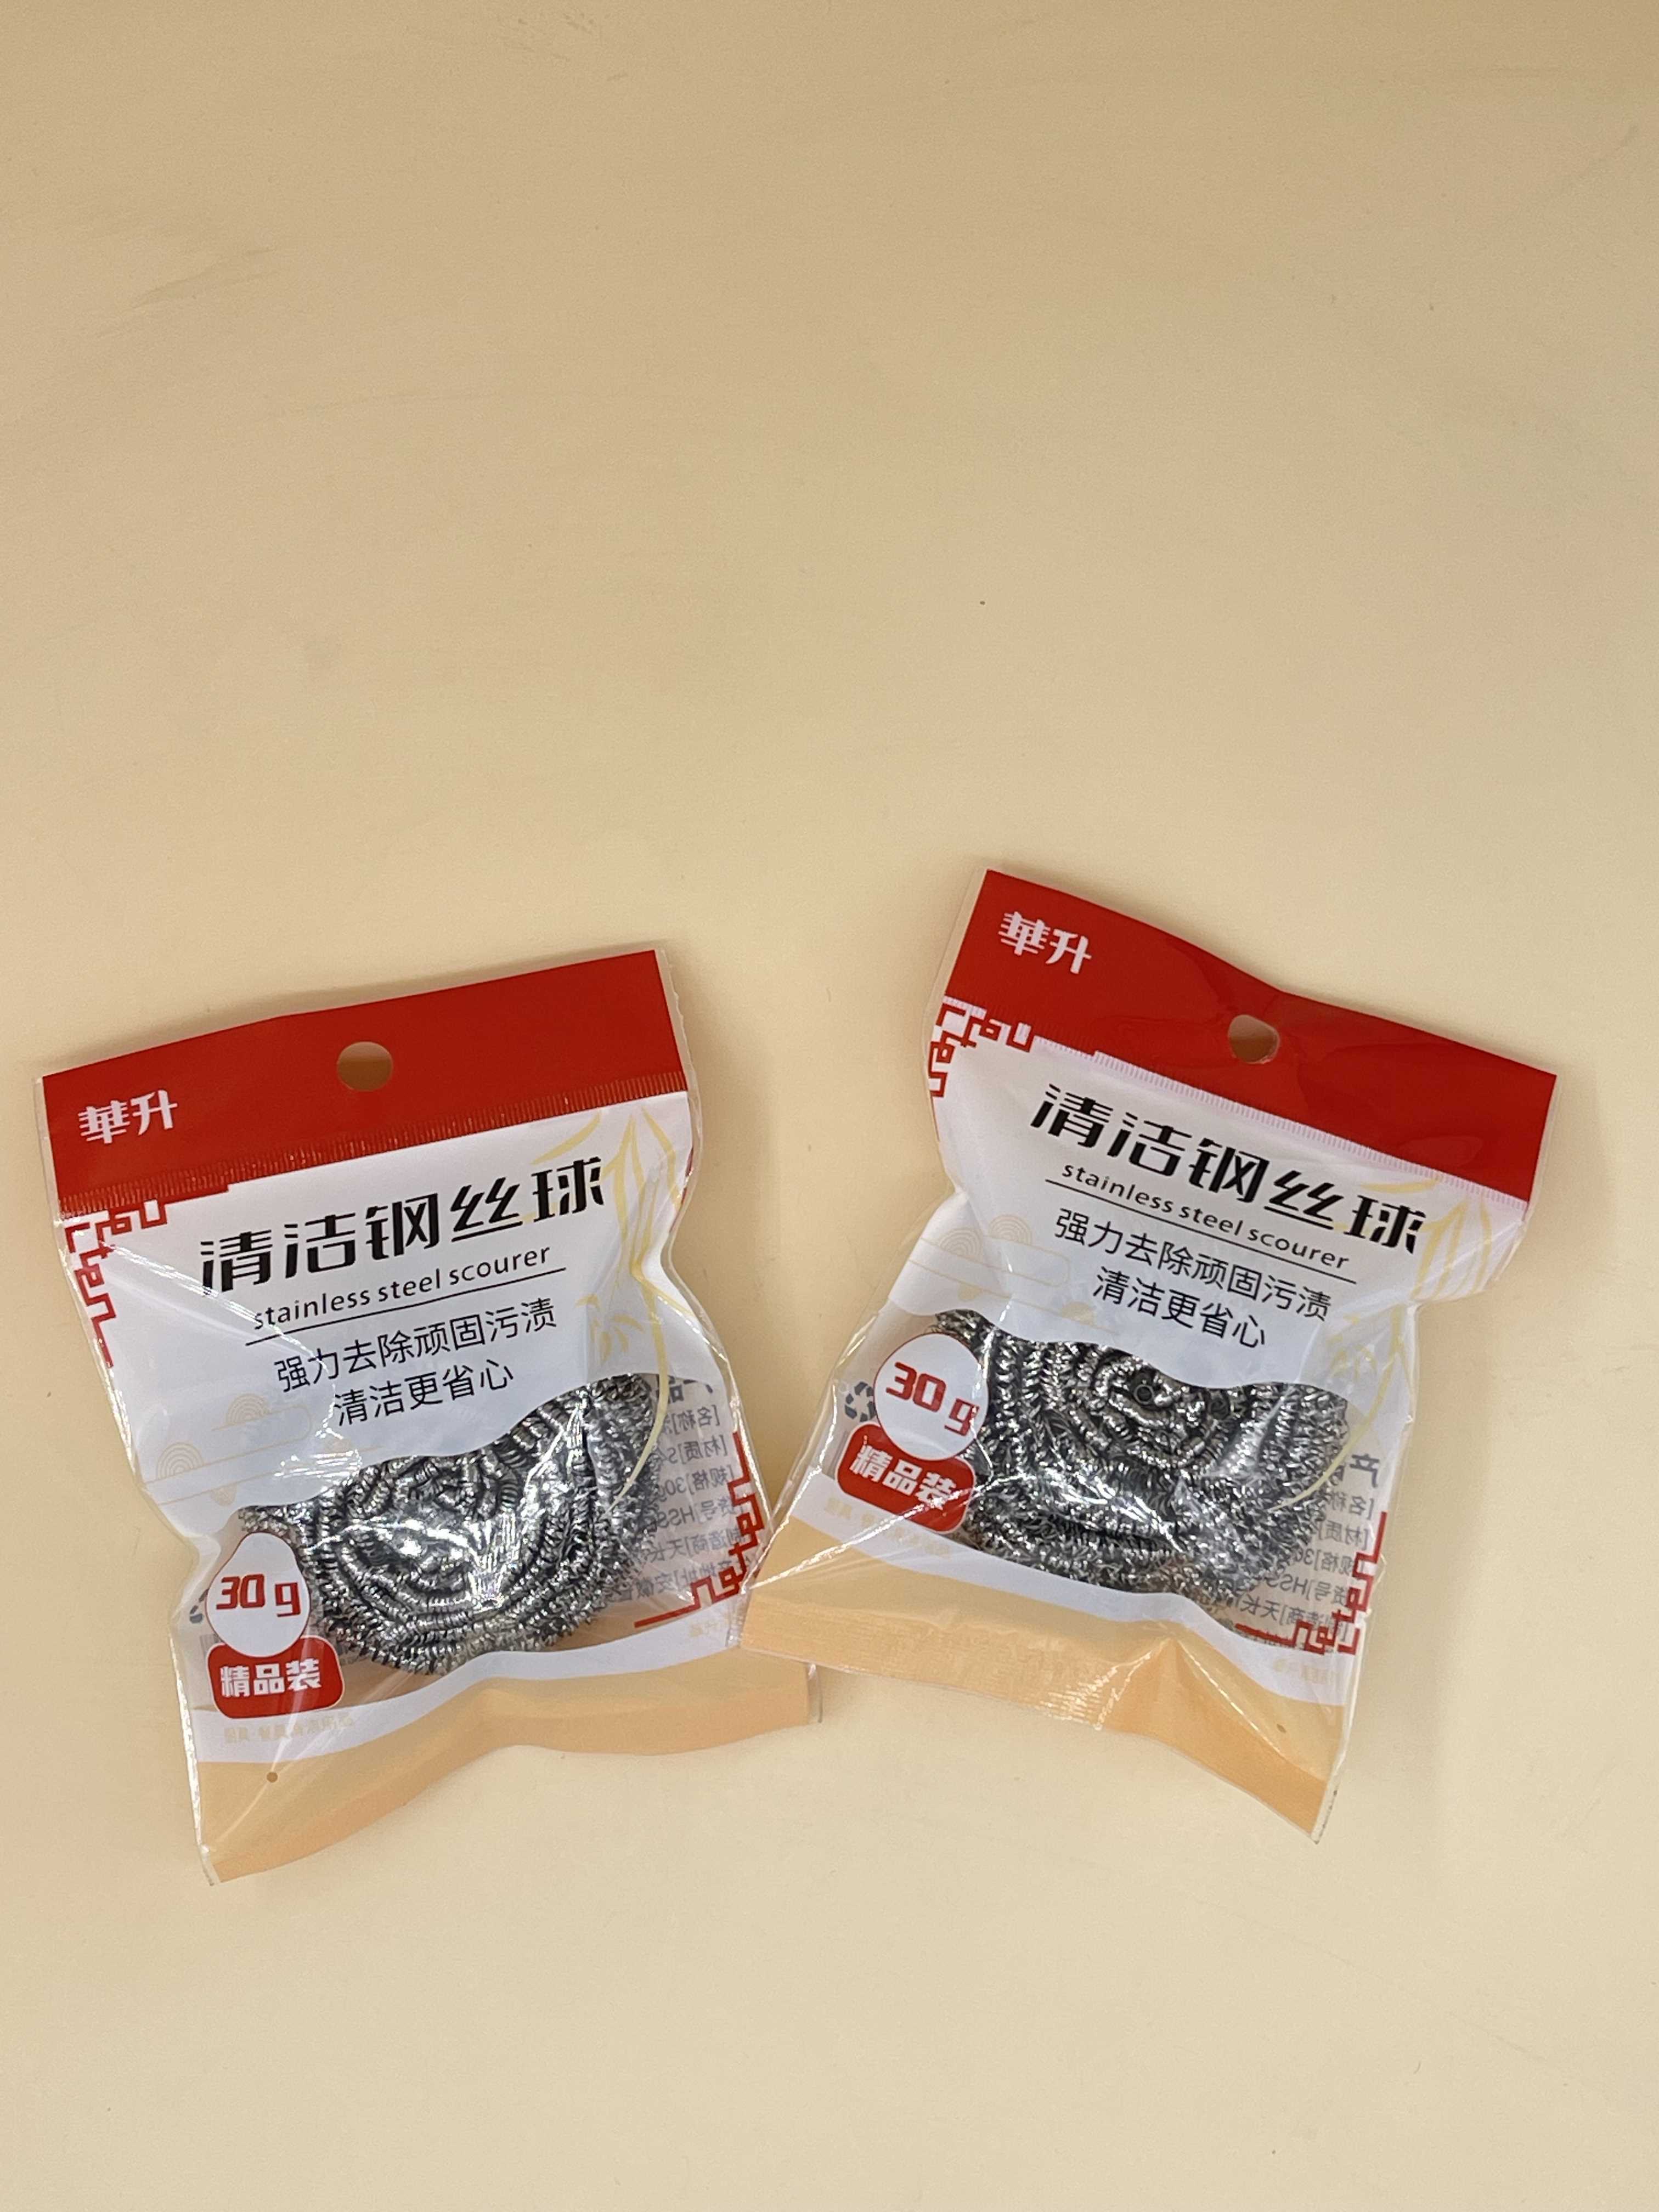 華升
清洁钢丝球
stainless steel scourer
强力去除顽固污渍
清洁更省心
30g
精品装
華升
清洁钢丝球
stainless steel scourer
强力去除顽固污渍
清洁更省心
30g
精品装